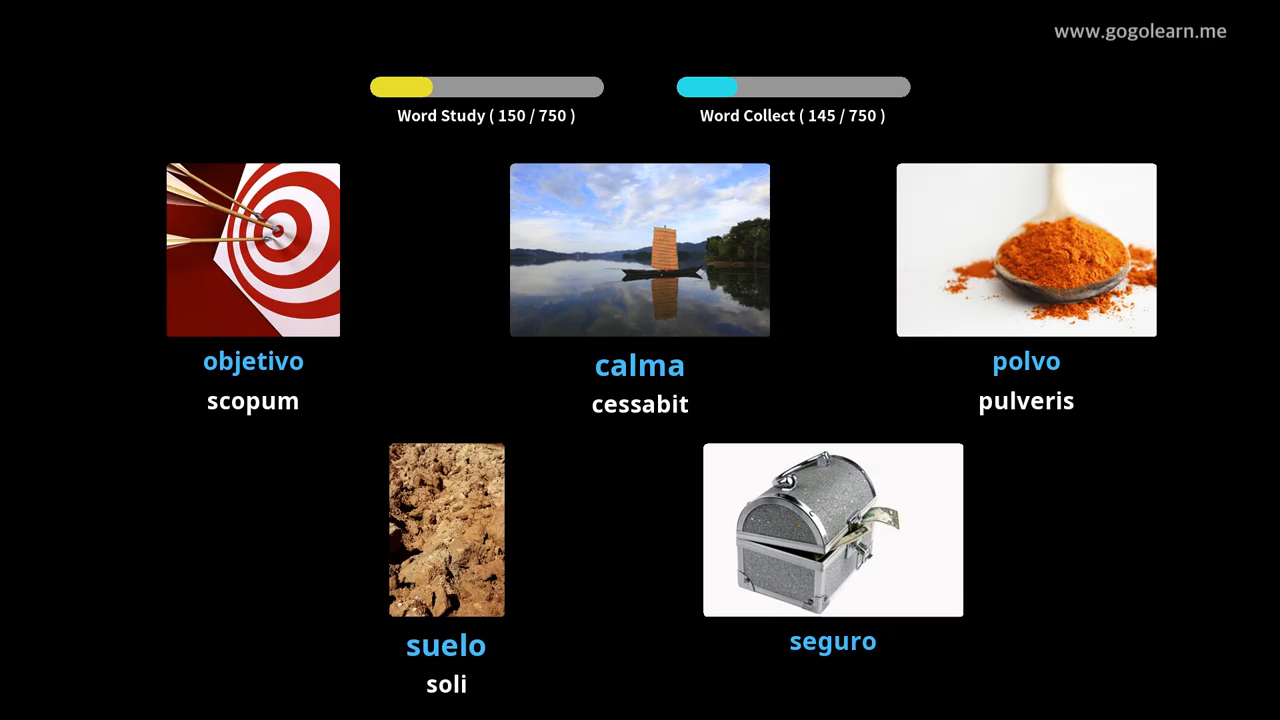 www.gogolearn.me
Word Study ( 150 / 750 )
Word Collect ( 145 / 750 )
objetivo
scopum
calma
cessabit
polvo
pulveris
suelo
soli
seguro